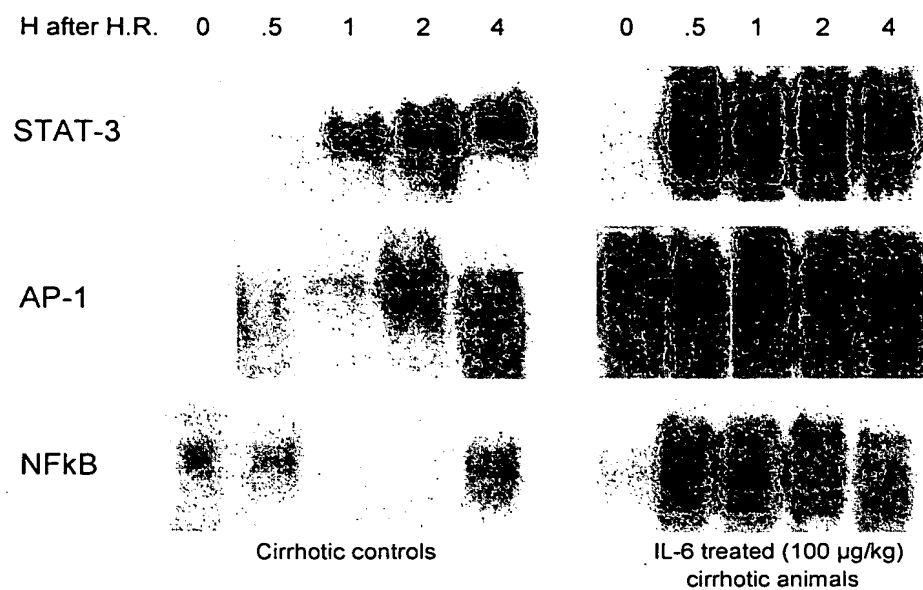 H after H.R. 0 .5 1 2 4 0 .5 1 2 4
STAT-3
AP-1
NFkB
Cirrhotic controls
IL-6 treated (100 µg/kg)
cirrhotic animals